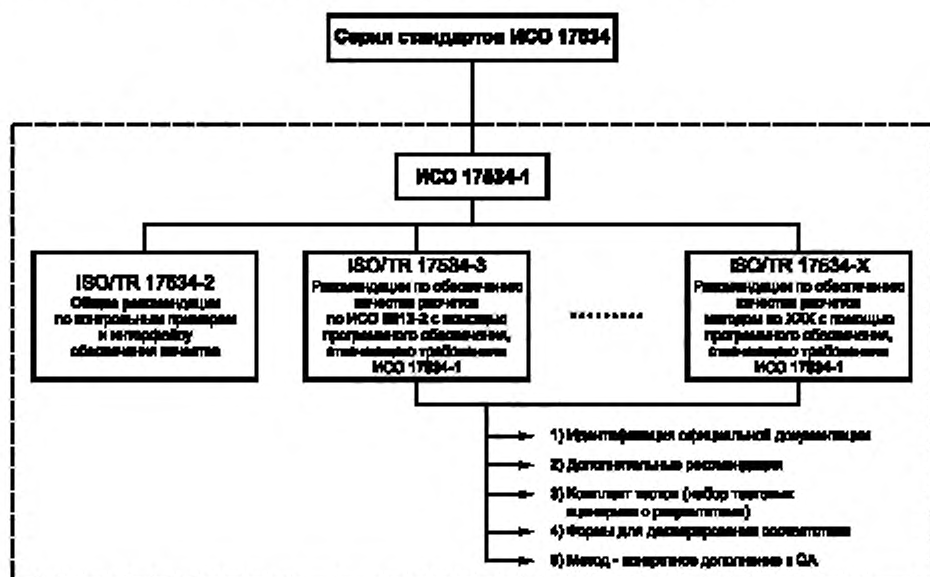 Серия стандартов ИСО 17534
ИСО 17534-1
ISO/TR 17534-2
Общие рекомендации
по контрольным примерам
и интерфейсу
обеспечения качества
ISO/TR 17534-3
Рекомендации по обеспечению
качества расчетов
по ИСО 9613-2 с помощью
программного обеспечения,
отвечающего требованиям
ИСО 17534-1
ISO/TR 17534-X
Рекомендации по обеспечению
качества расчетов
методом по XXX с помощью
программного обеспечения,
отвечающего требованиям
ИСО 17534-1
1) Идентификация официальной документации
2) Дополнительные рекомендации
3) Комплект тестов (набор тестовых
сценариев с результатами)
4) Формы для декларирования соответствия
5) Метод - конкретное дополнение к QA